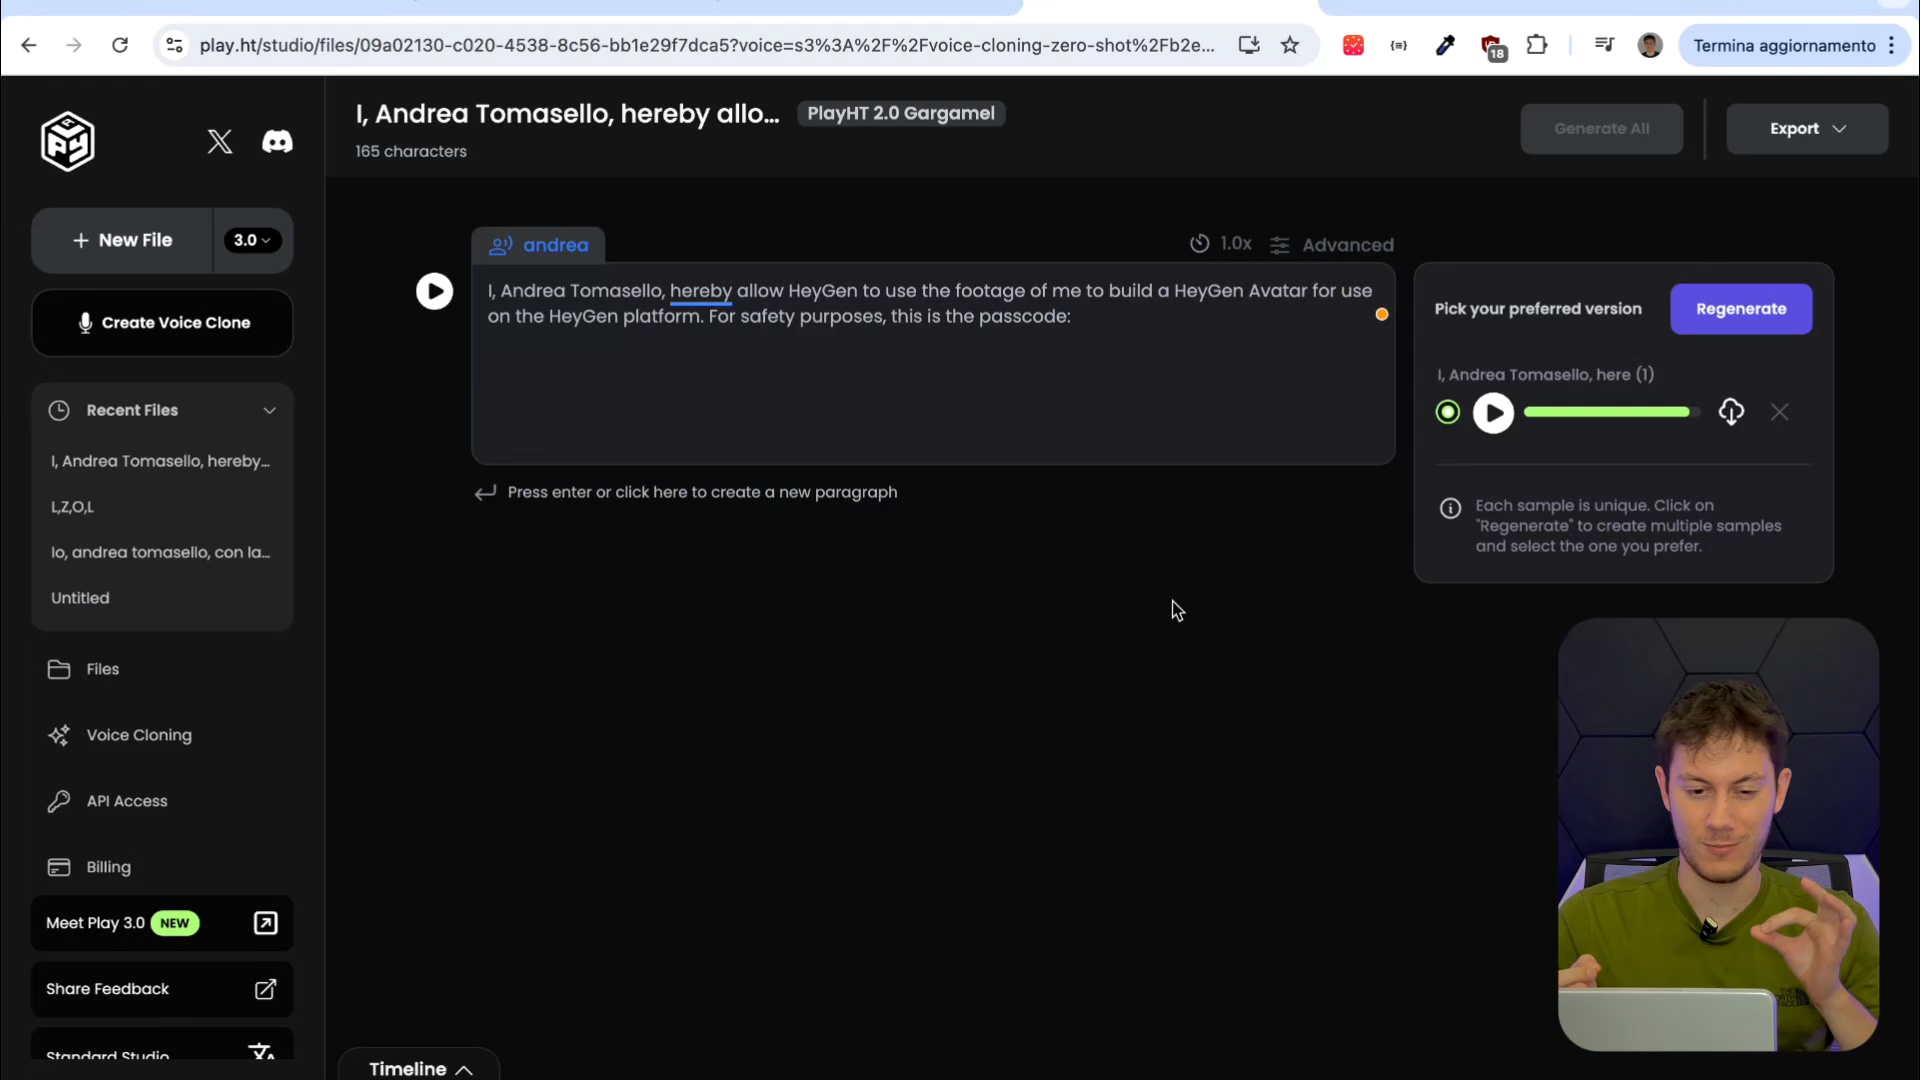 play.ht/studio/files/09a02130-c020-4538-8c56-bb1e29f7dca5?voice=s3%3A%2F%2Fvoice-cloning-zero-shot%2Fb2e...
18
Termina aggiornamento
I, Andrea Tomasello, hereby allo...
PlayHT 2.0 Gargamel
165 characters
Generate All
Export
+ New File
3.0
Create Voice Clone
Recent Files
I, Andrea Tomasello, hereby...
L,Z,O,L
Io, andrea tomasello, con la...
Untitled
Files
Voice Cloning
API Access
Billing
Meet Play 3.0 NEW
Share Feedback
Standard Studio
andrea
1.0x
Advanced
I, Andrea Tomasello, hereby allow HeyGen to use the footage of me to build a HeyGen Avatar for use
on the HeyGen platform. For safety purposes, this is the passcode:
Press enter or click here to create a new paragraph
Pick your preferred version
Regenerate
I, Andrea Tomasello, here (1)
Each sample is unique. Click on
"Regenerate" to create multiple samples
and select the one you prefer.
Timeline